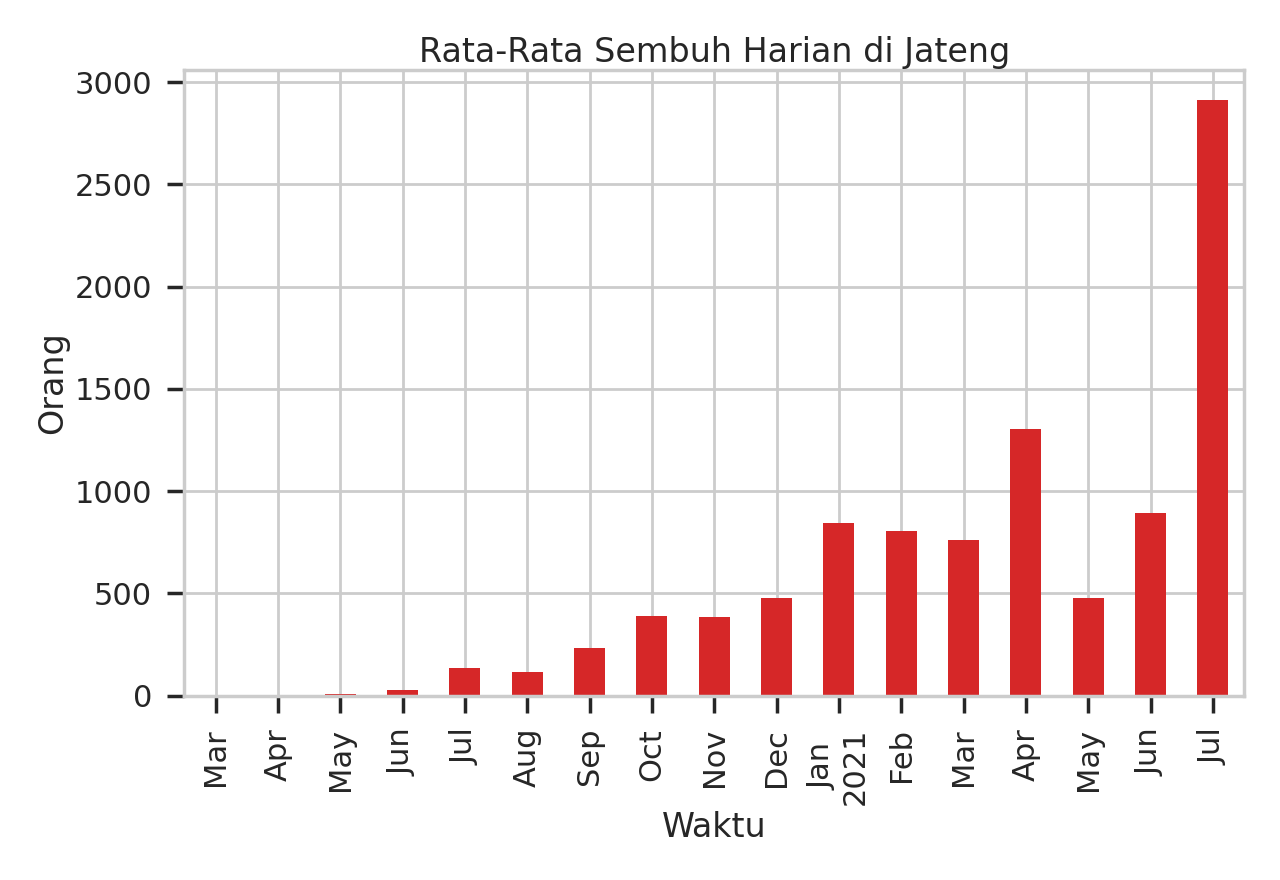 Rata-Rata Sembuh Harian di Jateng
3000
2500
2000
1500
1000
500
0
Orang
Mar
Apr
May
Jun
Jul
Aug
Sep
Oct
Nov
Dec
Jan
2021
Feb
Mar
Apr
May
Jun
Jul
Waktu